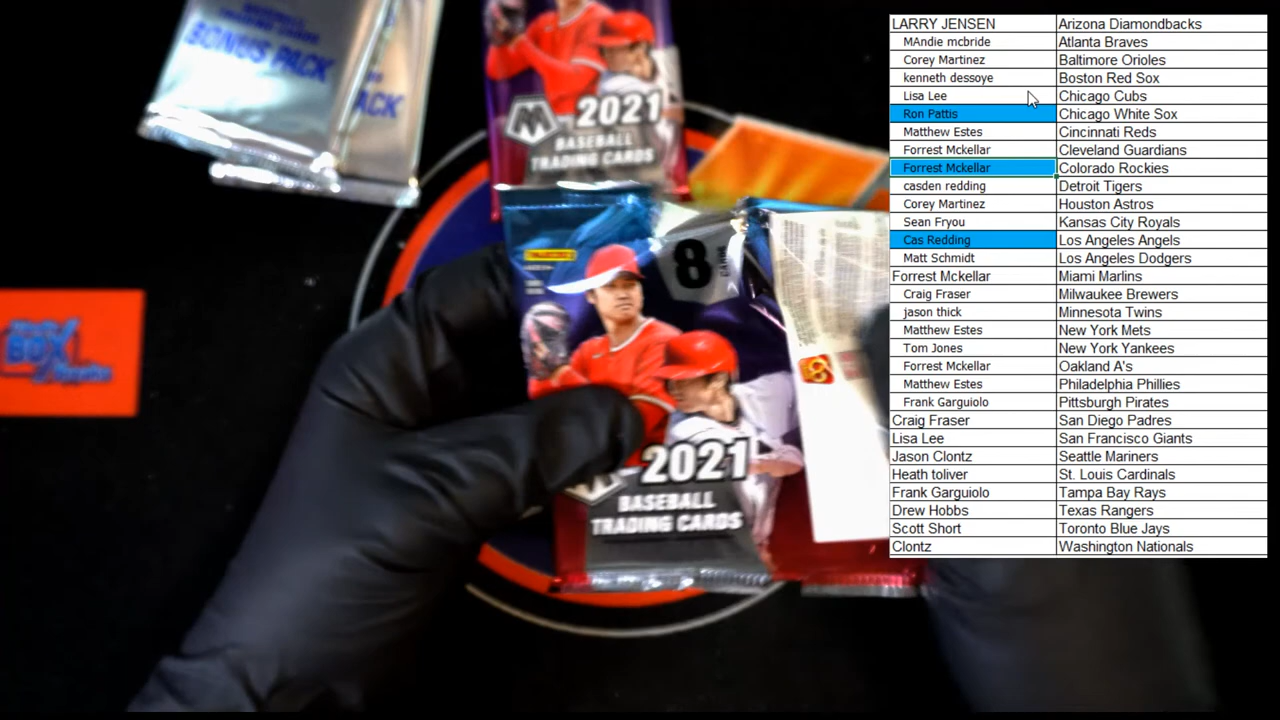 BASEBALL
TRADING CARDS
BONUS PACK
ACK
2021
BASEBALL
TRADING CARDS
8
2021
BASEBALL
TRADING CARDS
BOX
LARRY JENSEN Arizona Diamondbacks
MAndie mcbride Atlanta Braves
Corey Martinez Baltimore Orioles
kenneth dessoye Boston Red Sox
Lisa Lee Chicago Cubs
Ron Pattis Chicago White Sox
Matthew Estes Cincinnati Reds
Forrest Mckellar Cleveland Guardians
Forrest Mckellar Colorado Rockies
casden redding Detroit Tigers
Corey Martinez Houston Astros
Sean Fryou Kansas City Royals
Cas Redding Los Angeles Angels
Matt Schmidt Los Angeles Dodgers
Forrest Mckellar Miami Marlins
Craig Fraser Milwaukee Brewers
jason thick Minnesota Twins
Matthew Estes New York Mets
Tom Jones New York Yankees
Forrest Mckellar Oakland A's
Matthew Estes Philadelphia Phillies
Frank Garguiolo Pittsburgh Pirates
Craig Fraser San Diego Padres
Lisa Lee San Francisco Giants
Jason Clontz Seattle Mariners
Heath toliver St. Louis Cardinals
Frank Garguiolo Tampa Bay Rays
Drew Hobbs Texas Rangers
Scott Short Toronto Blue Jays
Clontz Washington Nationals